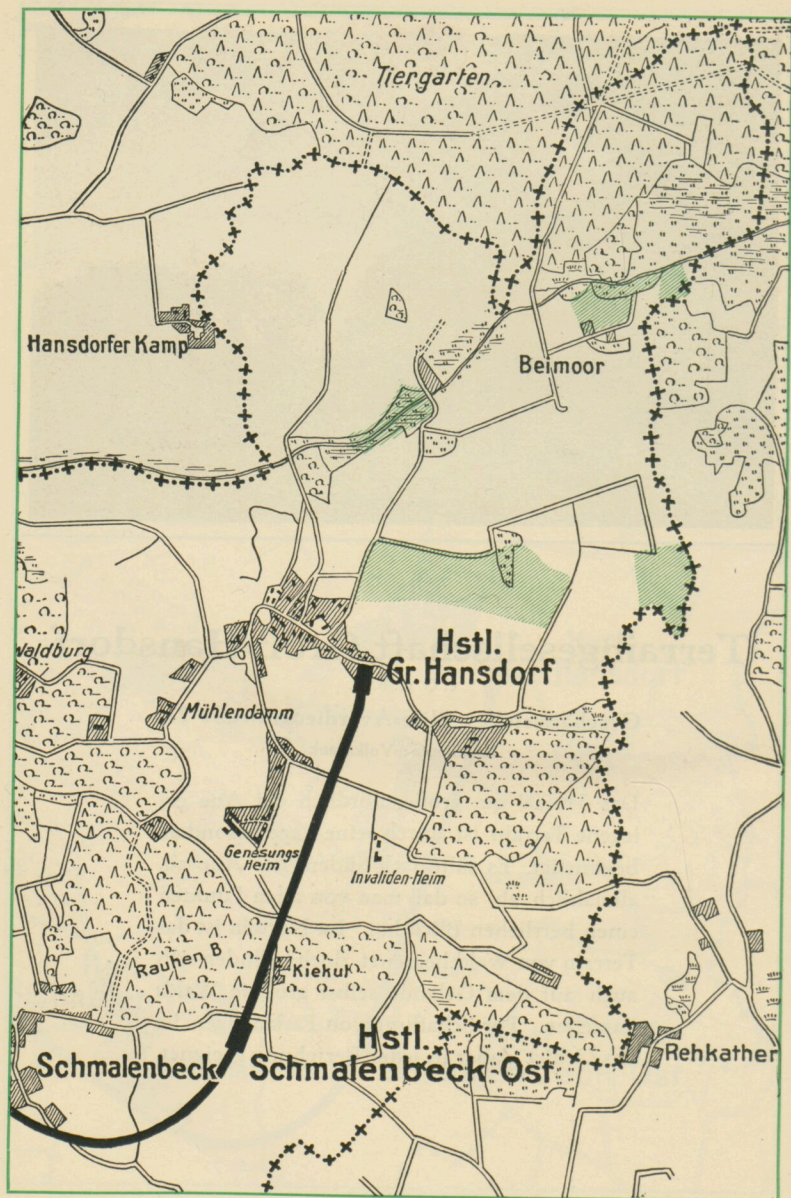 Tiergarten
Hansdorfer Kamp
Beimoor
Waldburg
Hstl.
Gr. Hansdorf
Mühlendamm
Genesungs
Heim
Invaliden-Heim
Rauhen B
Kiekut
Hstl.
Schmalenbeck
Schmalenbeck-Ost
Rehkather